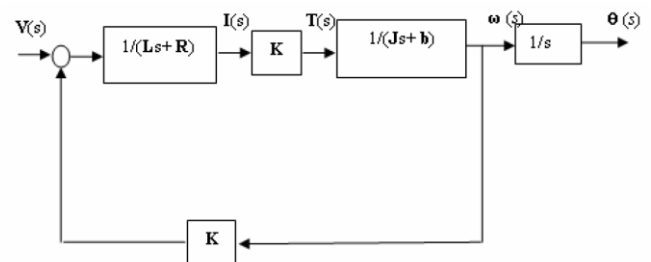 V(s)
1/(Ls+ R)
I(s)
K
T(s)
1/(Js+ b)
ω (s)
1/s
θ (s)
K